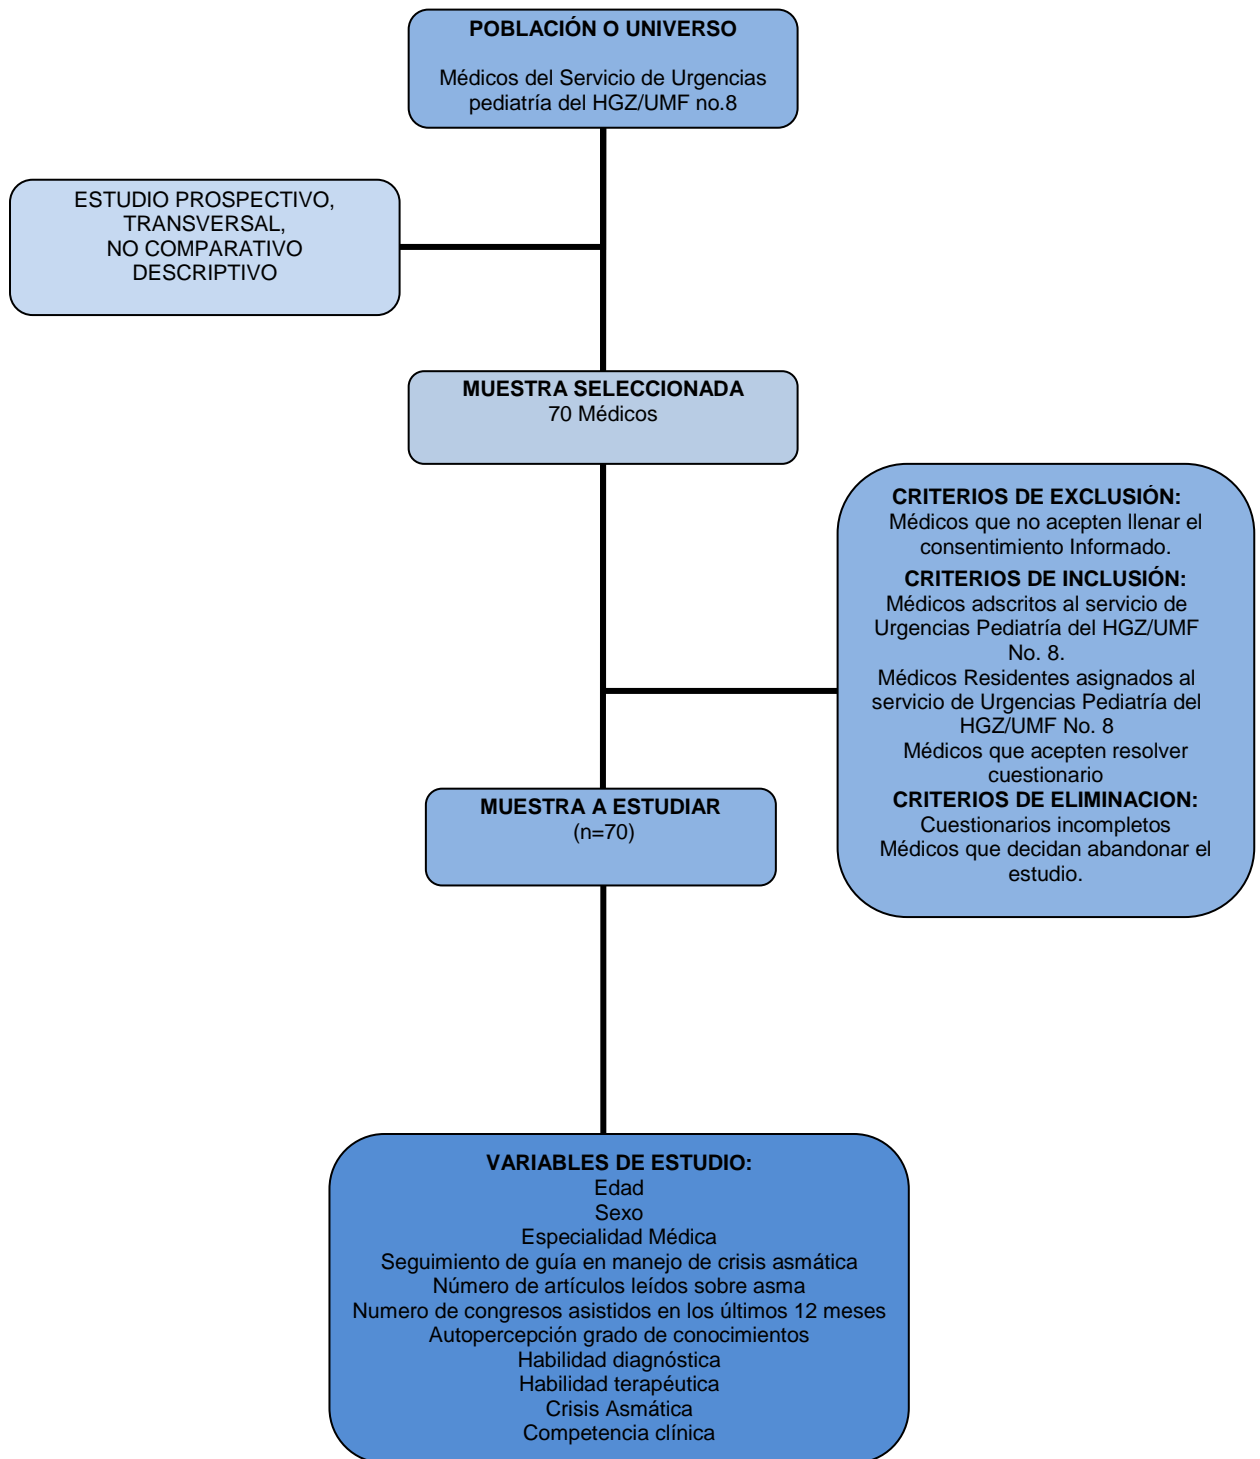 POBLACIÓN O UNIVERSO
Médicos del Servicio de Urgencias
pediatría del HGZ/UMF no.8
ESTUDIO PROSPECTIVO,
TRANSVERSAL,
NO COMPARATIVO
DESCRIPTIVO
MUESTRA SELECCIONADA
70 Médicos
CRITERIOS DE EXCLUSIÓN:
Médicos que no acepten llenar el
consentimiento Informado.
CRITERIOS DE INCLUSIÓN:
Médicos adscritos al servicio de
Urgencias Pediatría del HGZ/UMF
No. 8.
Médicos Residentes asignados al
servicio de Urgencias Pediatría del
HGZ/UMF No. 8
Médicos que acepten resolver
cuestionario
CRITERIOS DE ELIMINACION:
Cuestionarios incompletos
Médicos que decidan abandonar el
estudio.
MUESTRA A ESTUDIAR
(n=70)
VARIABLES DE ESTUDIO:
Edad
Sexo
Especialidad Médica
Seguimiento de guía en manejo de crisis asmática
Número de artículos leídos sobre asma
Numero de congresos asistidos en los últimos 12 meses
Autopercepción grado de conocimientos
Habilidad diagnóstica
Habilidad terapéutica
Crisis Asmática
Competencia clínica